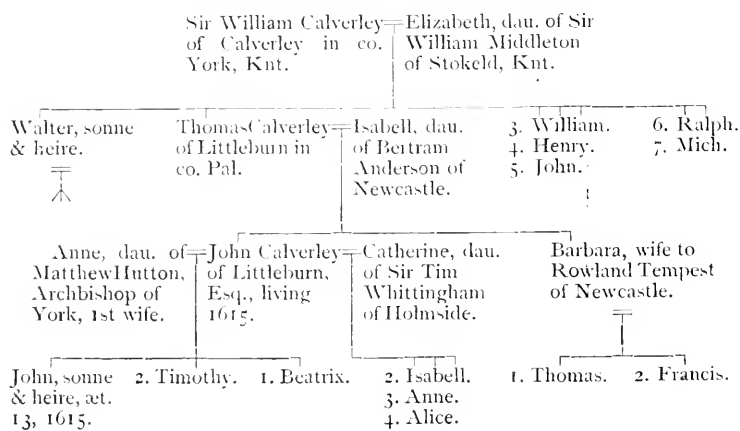 Sir William Calverley
of Calverley in co.
York, Knt.
Elizabeth, dau. of Sir
William Middleton
of Stokeld, Knt.
Walter, sonne
& heire.
Thomas Calverley
of Littleburn in
co. Pal.
Isabell, dau.
of Bertram
Anderson of
Newcastle.
3. William.
4. Henry.
5. John.
6. Ralph.
7. Mich.
Anne, dau. of
Matthew Hutton,
Archbishop of
York, 1st wife.
John Calverley
of Littleburn,
Esq., living
1615.
Catherine, dau.
of Sir Tim
Whittingham
of Holmside.
Barbara, wife to
Rowland Tempest
of Newcastle.
John, sonne
& heire, æt.
13, 1615.
2. Timothy.
1. Beatrix.
2. Isabell.
3. Anne.
4. Alice.
1. Thomas.
2. Francis.